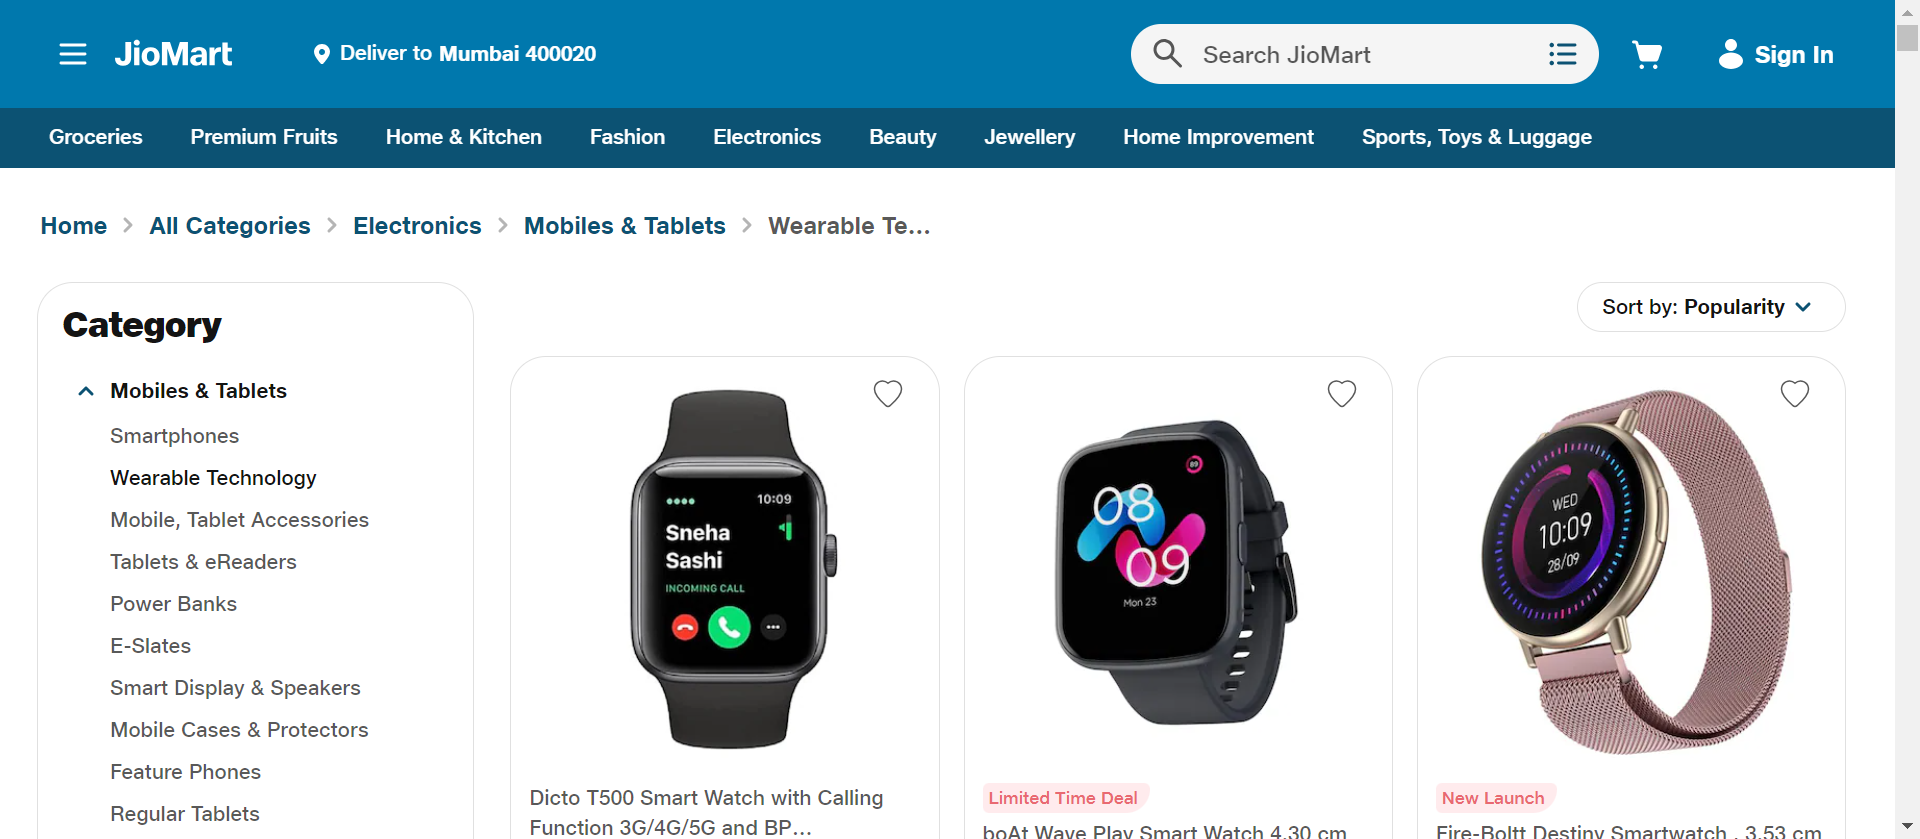 JioMart
Deliver to Mumbai 400020
Search JioMart
Sign In
Groceries
Premium Fruits
Home & Kitchen
Fashion
Electronics
Beauty
Jewellery
Home Improvement
Sports, Toys & Luggage
Home
All Categories
Electronics
Mobiles & Tablets
Wearable Te...
Category
Mobiles & Tablets
Smartphones
Wearable Technology
Mobile, Tablet Accessories
Tablets & eReaders
Power Banks
E-Slates
Smart Display & Speakers
Mobile Cases & Protectors
Feature Phones
Regular Tablets
Sort by: Popularity
10:09
Sneha
Sashi
INCOMING CALL
Dicto T500 Smart Watch with Calling
Function 3G/4G/5G and BP...
89
08
09
Mon 23
Limited Time Deal
boAt Wave Play Smart Watch 4.30 cm
WED
10:09
28/09
New Launch
Fire-Boltt Destiny Smartwatch , 3.53 cm